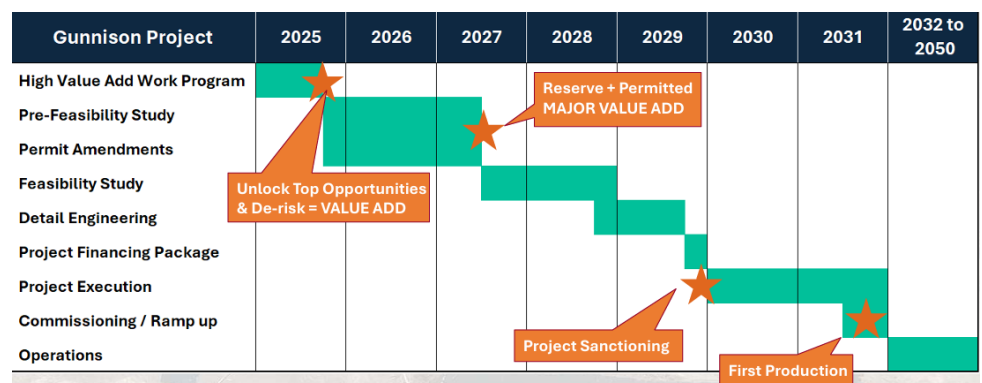 Gunnison Project
2025
2026
2027
2028
2029
2030
2031
2032 to
2050
High Value Add Work Program
Pre-Feasibility Study
Permit Amendments
Feasibility Study
Detail Engineering
Project Financing Package
Project Execution
Commissioning / Ramp up
Operations
Reserve + Permitted
MAJOR VALUE ADD
Unlock Top Opportunities
& De-risk = VALUE ADD
Project Sanctioning
First Production